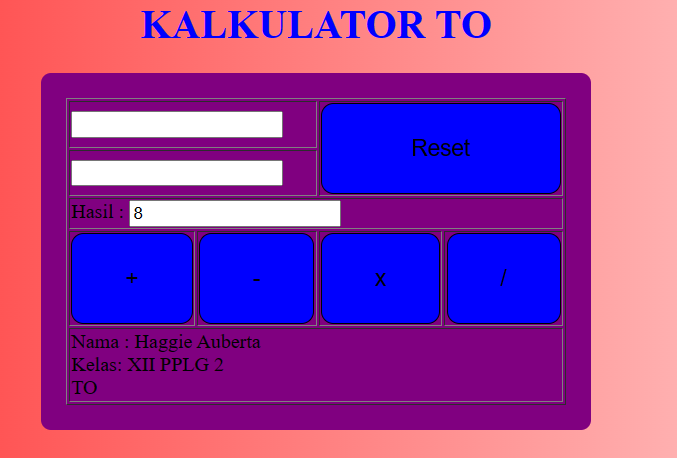 KALKULATOR TO
Reset
Hasil : 8
+ - x /
Nama : Haggie Auberta
Kelas: XII PPLG 2
TO